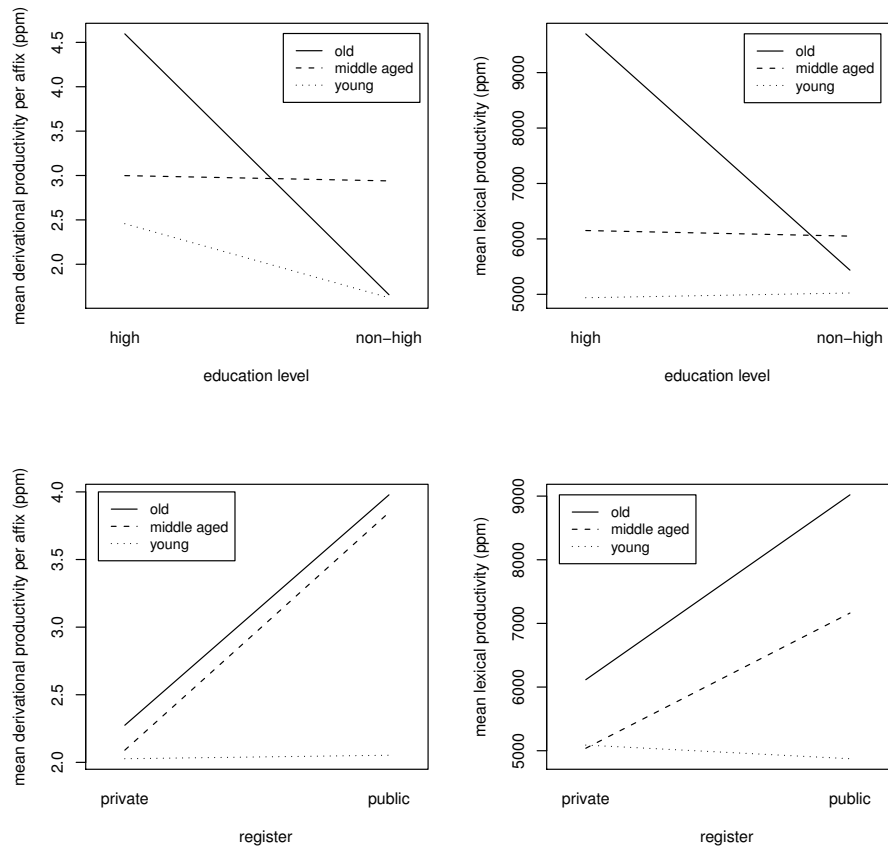 mean derivational productivity per affix (ppm)
4.5
4.0
3.5
3.0
2.5
2.0
old
middle aged
young
high
non−high
education level
mean lexical productivity (ppm)
9000
8000
7000
6000
5000
old
middle aged
young
high
non−high
education level
mean derivational productivity per affix (ppm)
4.0
3.5
3.0
2.5
2.0
old
middle aged
young
private
public
register
mean lexical productivity (ppm)
9000
8000
7000
6000
5000
old
middle aged
young
private
public
register